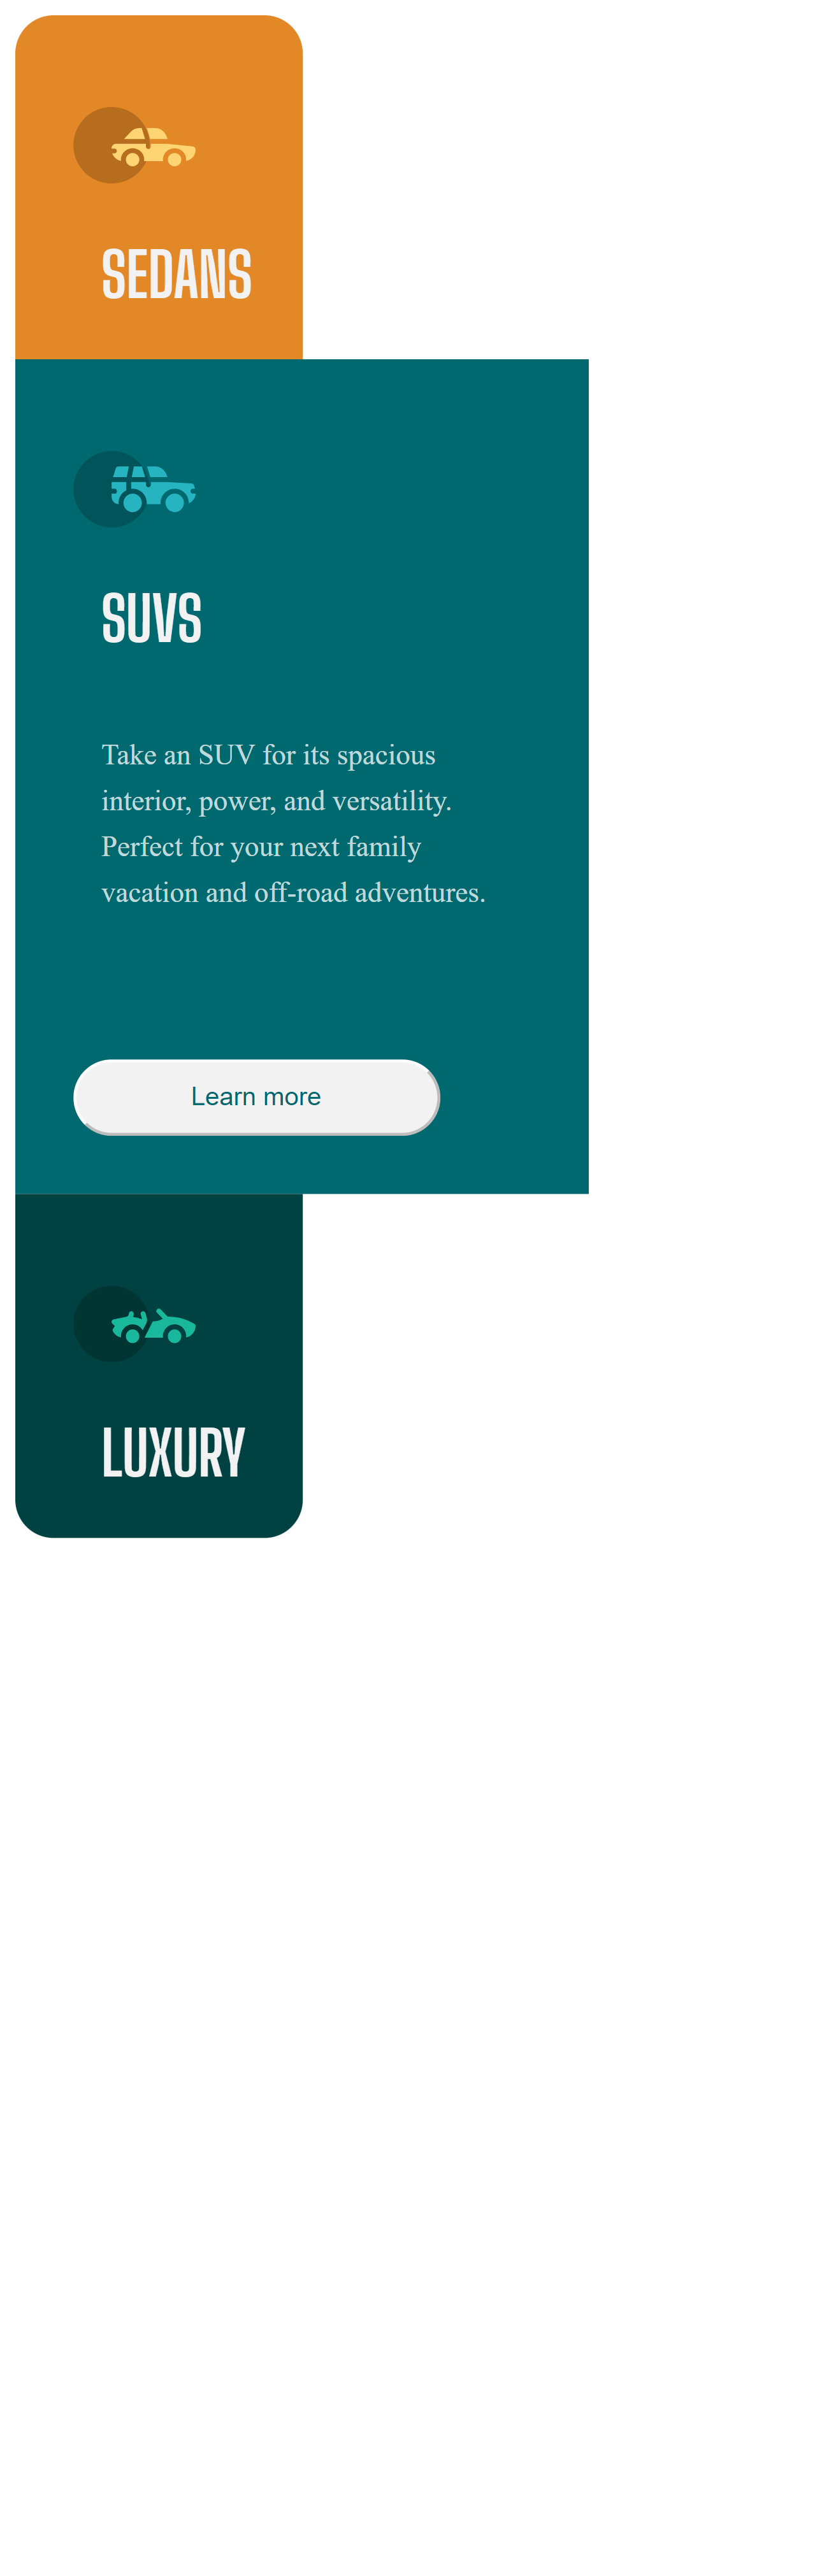 SEDANS
SUVS
Take an SUV for its spacious
interior, power, and versatility.
Perfect for your next family
vacation and off-road adventures.
Learn more
LUXURY